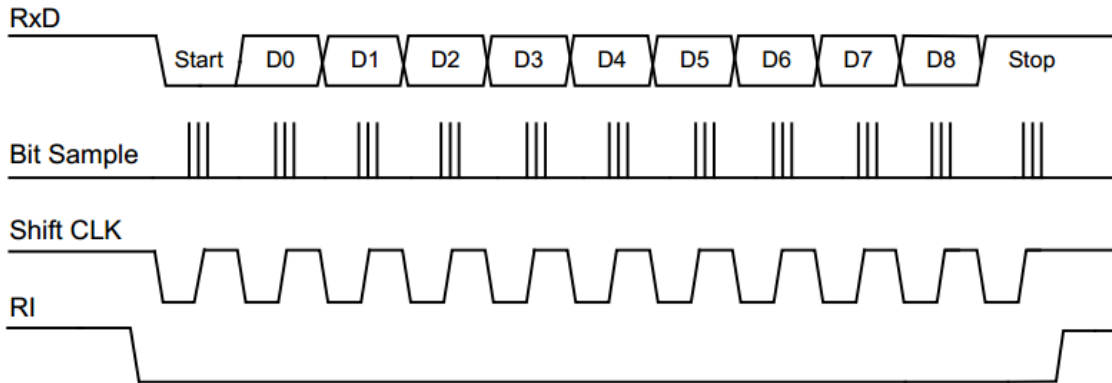 RxD
Start D0 D1 D2 D3 D4 D5 D6 D7 D8 Stop
Bit Sample
Shift CLK
RI